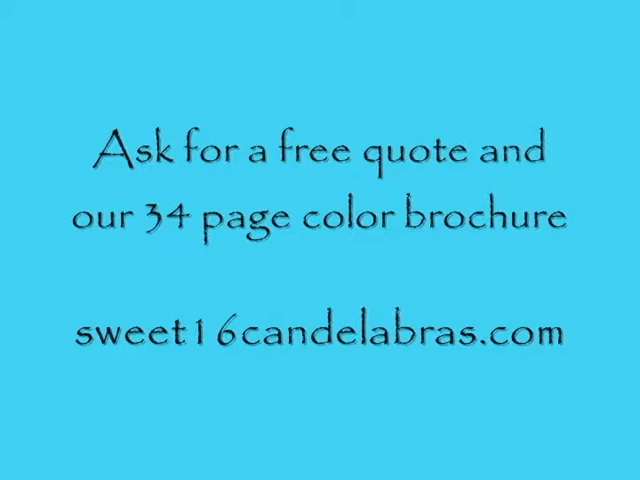 Ask for a free quote and
our 34 page color brochure
sweet16candelabras.com